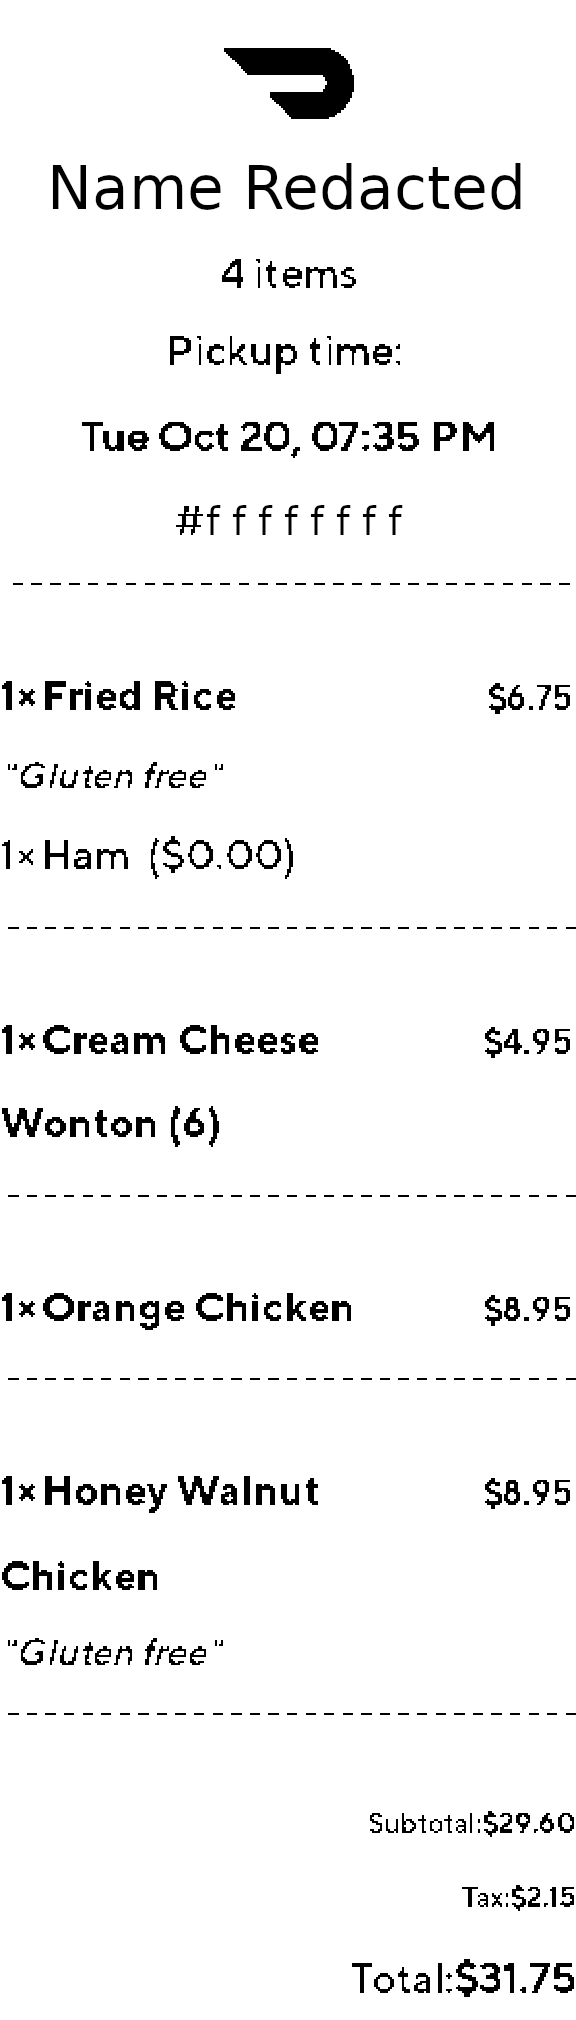 Name Redacted
4 items
Pickup time:
Tue Oct 20, 07:35 PM
#f f f f f f f f
1×Fried Rice $6.75
"Gluten free"
1×Ham ($0.00)
1×Cream Cheese $4.95
Wonton (6)
1×Orange Chicken $8.95
1×Honey Walnut $8.95
Chicken
"Gluten free"
Subtotal:$29.60
Tax:$2.15
Total:$31.75